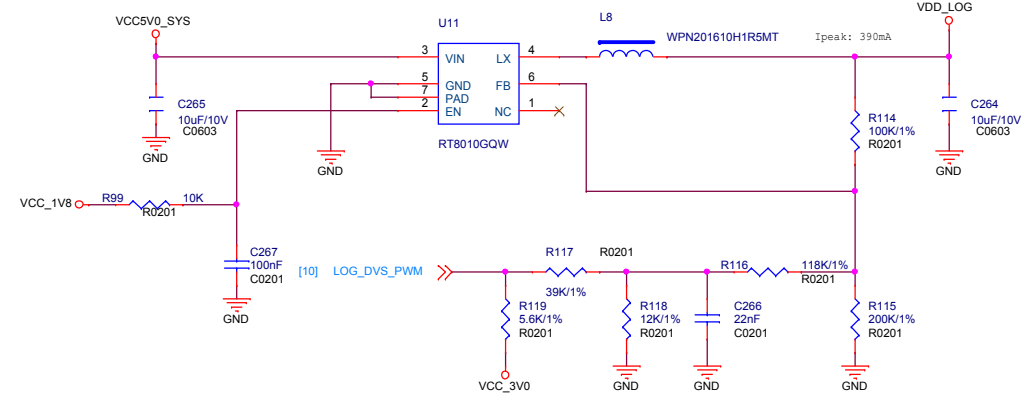 VCC5V0_SYS
U11
L8
VDD_LOG
WPN201610H1R5MT
Ipeak: 390mA
3
VIN
LX
4
5
GND
FB
6
7
PAD
2
EN
NC
1
RT8010GQW
C265
10uF/10V
C0603
GND
GND
C264
10uF/10V
C0603
GND
R114
100K/1%
R0201
VCC_1V8
R99
10K
R0201
C267
100nF
C0201
GND
[10]
LOG_DVS_PWM
R117
R0201
39K/1%
R116
118K/1%
R0201
R119
5.6K/1%
R0201
VCC_3V0
R118
12K/1%
R0201
GND
C266
22nF
C0201
GND
R115
200K/1%
R0201
GND